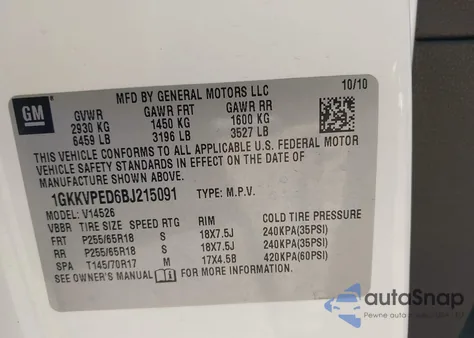 MFD BY GENERAL MOTORS LLC 10/10
GM
GVWR GAWR FRT GAWR RR
2930 KG 1450 KG 1600 KG
6459 LB 3196 LB 3527 LB
THIS VEHICLE CONFORMS TO ALL APPLICABLE U.S. FEDERAL MOTOR
VEHICLE SAFETY STANDARDS IN EFFECT ON THE DATE OF
MANUFACTURE SHOWN ABOVE.
1GKKVPED6BJ215091 TYPE: M.P.V.
MODEL: V14526
VBBR TIRE SIZE SPEED RTG RIM COLD TIRE PRESSURE
FRT P255/65R18 S 18X7.5J 240KPA(35PSI)
RR P255/65R18 S 18X7.5J 240KPA(35PSI)
SPA T145/70R17 M 17X4.5B 420KPA(60PSI)
SEE OWNER'S MANUAL FOR MORE INFORMATION.
autoSnap
Pewne auto